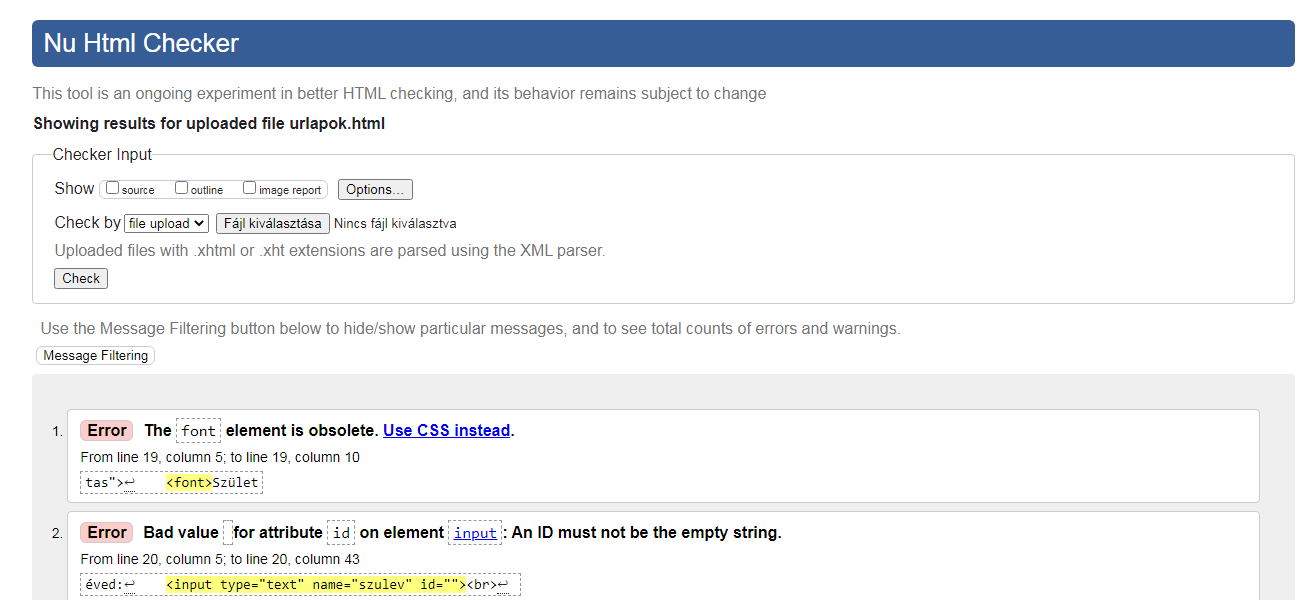 Nu Html Checker
This tool is an ongoing experiment in better HTML checking, and its behavior remains subject to change
Showing results for uploaded file urlapok.html
Checker Input
Show source outline image report Options...
Check by file upload Fájl kiválasztása Nincs fájl kiválasztva
Uploaded files with .xhtml or .xht extensions are parsed using the XML parser.
Check
Use the Message Filtering button below to hide/show particular messages, and to see total counts of errors and warnings.
Message Filtering
1. Error The font element is obsolete. Use CSS instead.
From line 19, column 5; to line 19, column 10
tas">↩    <font>Szület
2. Error Bad value for attribute id on element input: An ID must not be the empty string.
From line 20, column 5; to line 20, column 43
éved:↩    <input type="text" name="szulev" id=""><br>↩